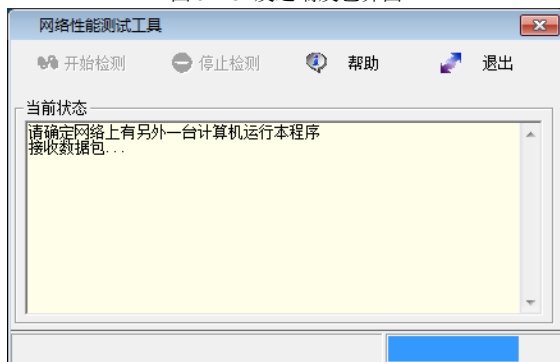 网络性能测试工具
开始检测 停止检测 帮助 退出
当前状态
请确定网络上有另外一台计算机运行本程序
接收数据包...